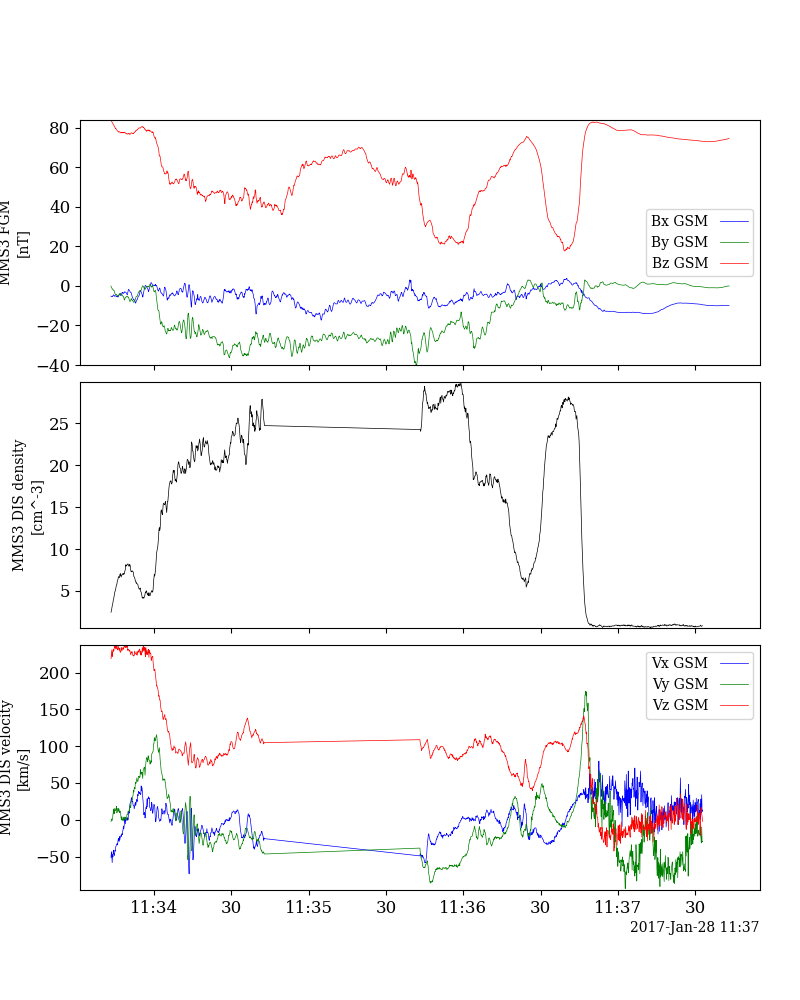 80
60
40
20
0
−20
−40
MMS3 FGM
[nT]
Bx GSM
By GSM
Bz GSM
25
20
15
10
5
MMS3 DIS density
[cm^-3]
200
150
100
50
0
−50
MMS3 DIS velocity
[km/s]
Vx GSM
Vy GSM
Vz GSM
11:34 30 11:35 30 11:36 30 11:37 30
2017-Jan-28 11:37